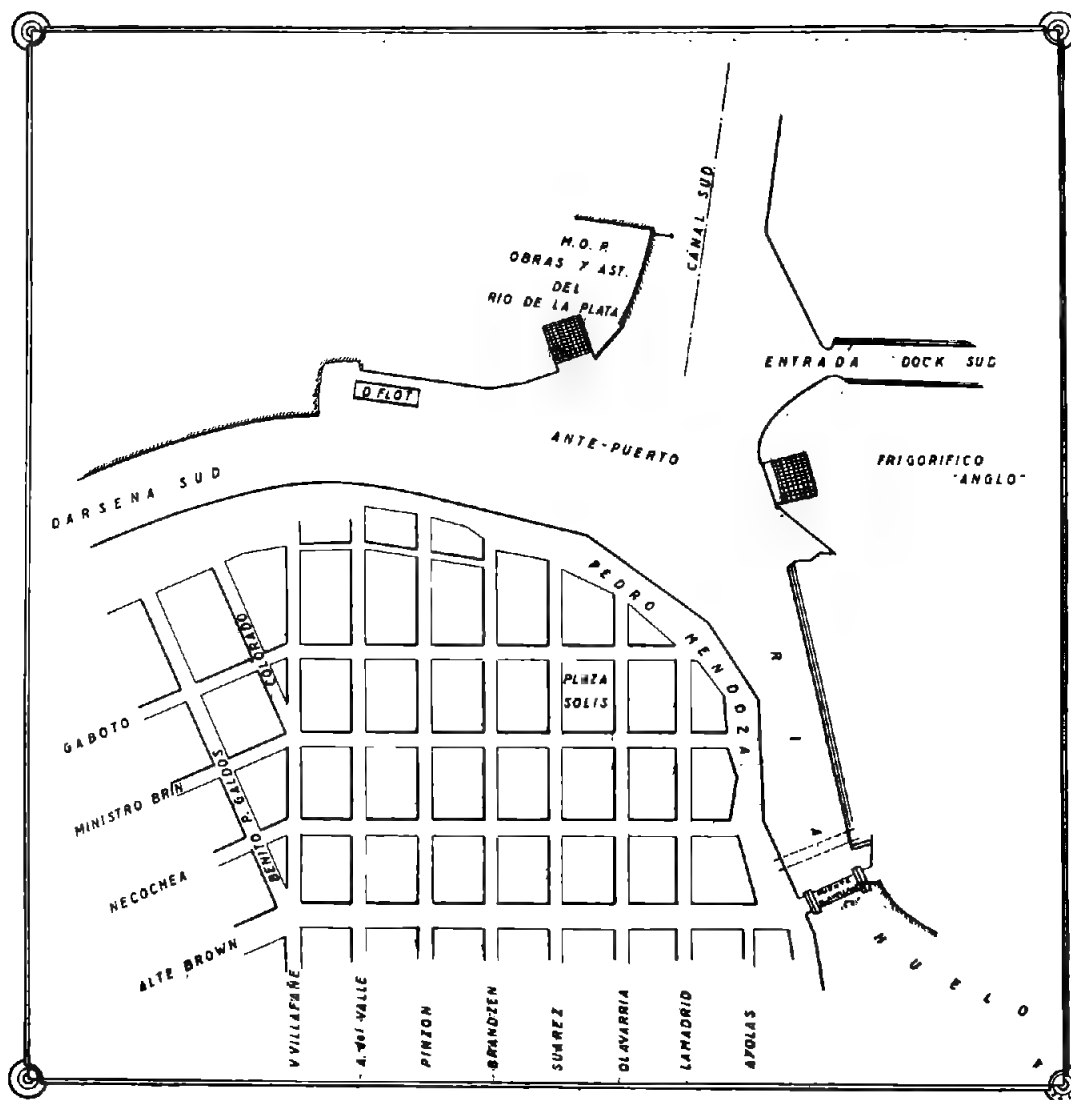 CANAL SUD
M.O.P.
OBRAS Y AST.
DEL
RIO DE LA PLATA
ENTRADA DOCK SUD
D. FLOT
ANTE-PUERTO
FRIGORIFICO
"ANGLO"
DARSENA SUD
PEDRO MENDOZA
COLORADO
PLAZA
SOLIS
RIACHUELO
GABOTO
MINISTRO BRIN
BENITO P. GALDOS
NECOCHEA
ALTE BROWN
V VILLAFAÑE
A. del VALLE
PINZON
BRANDZEN
SUAREZ
OLAVARRIA
LAMADRID
AYOLAS